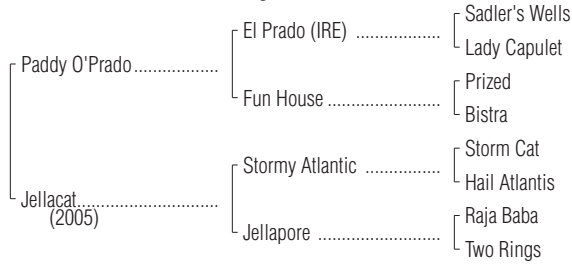 Sadler's Wells
El Prado (IRE) ..................
Lady Capulet
Paddy O'Prado..................
Prized
Fun House ........................
Bistra
Storm Cat
Stormy Atlantic ................
Hail Atlantis
Jellacat..............................
(2005)
Raja Baba
Jellapore ..........................
Two Rings